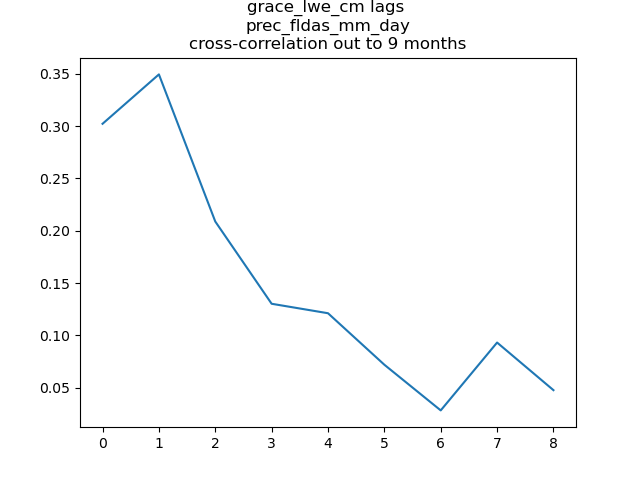 grace_lwe_cm lags
prec_fldas_mm_day
cross-correlation out to 9 months
0.35
0.30
0.25
0.20
0.15
0.10
0.05
0 1 2 3 4 5 6 7 8